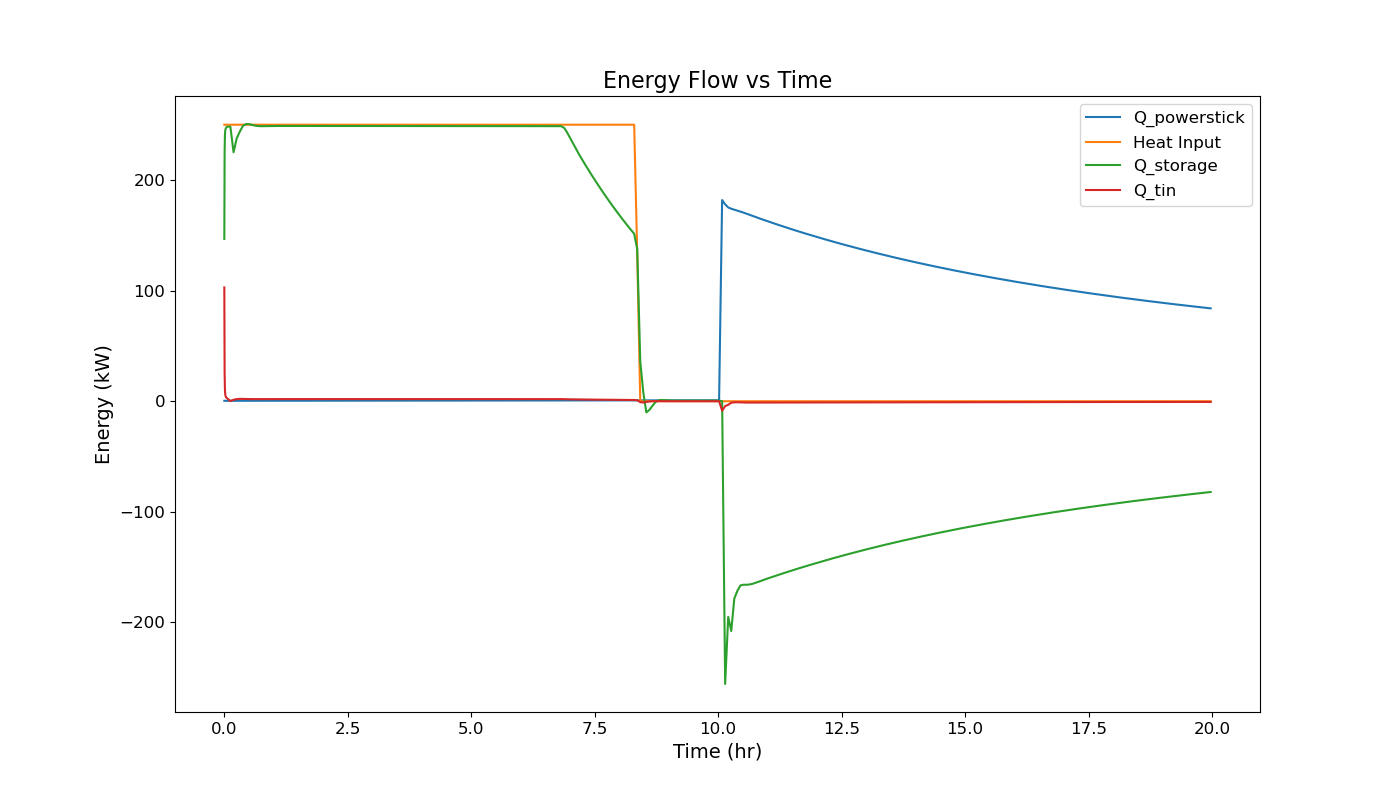 Energy Flow vs Time
Q_powerstick
Heat Input
Q_storage
Q_tin
Energy (kW)
200
100
0
−100
−200
0.0 2.5 5.0 7.5 10.0 12.5 15.0 17.5 20.0
Time (hr)